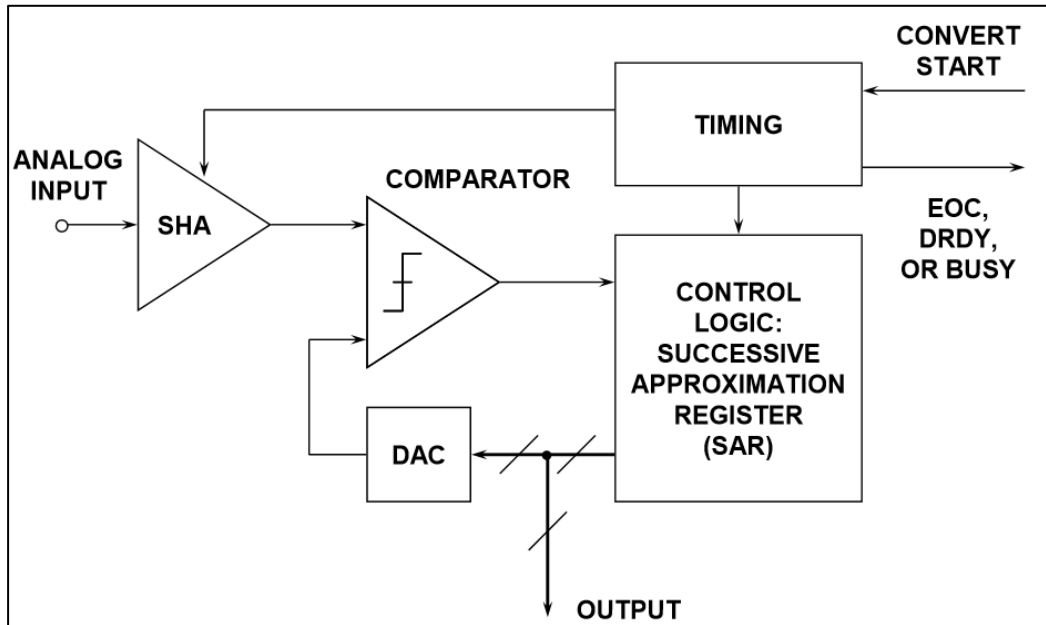 CONVERT
START
TIMING
ANALOG
INPUT
COMPARATOR
SHA
EOC,
DRDY,
OR BUSY
CONTROL
LOGIC:
SUCCESSIVE
APPROXIMATION
REGISTER
(SAR)
DAC
OUTPUT